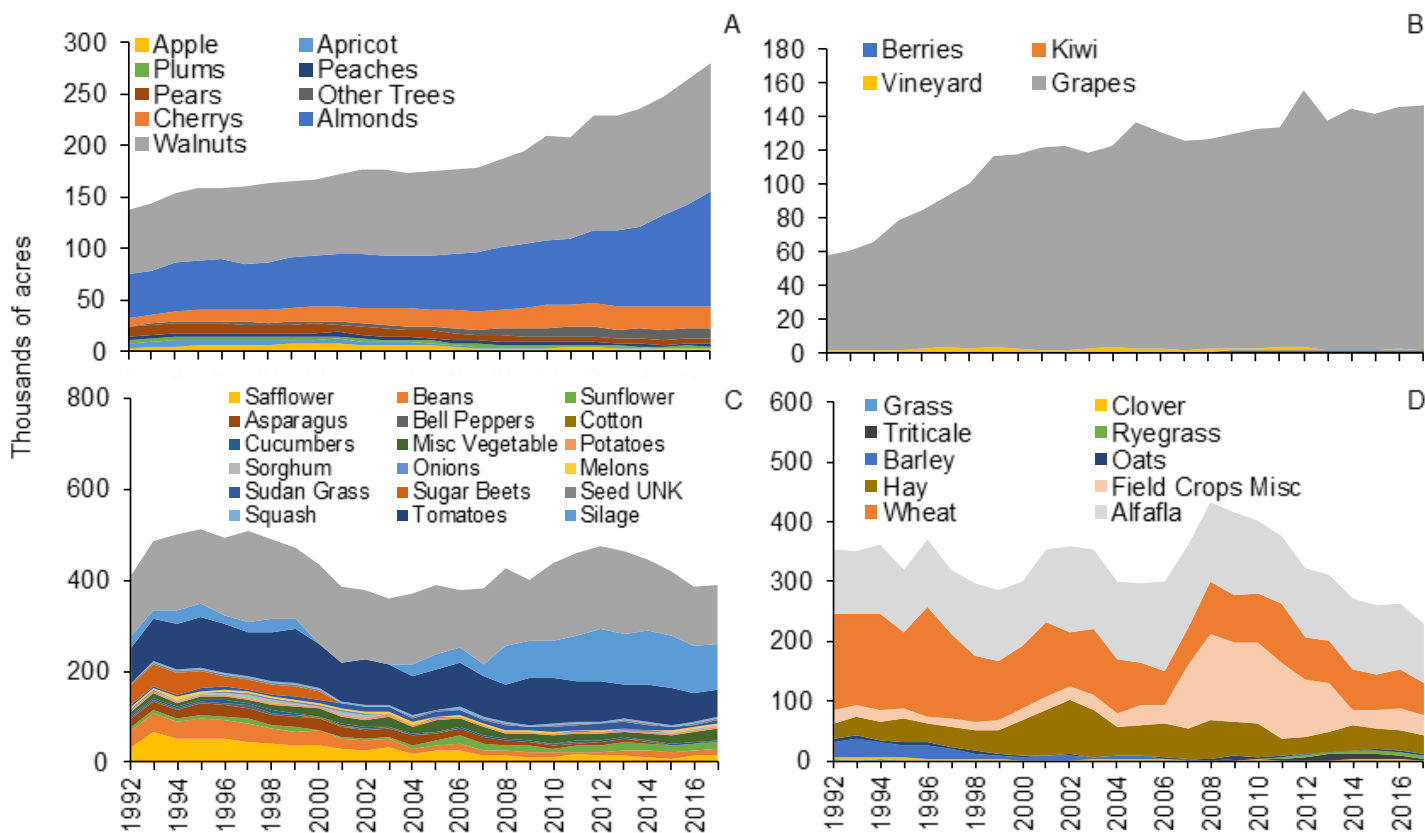 Thousands of acres
A
300
250
200
150
100
50
0
Apple Apricot
Plums Peaches
Pears Other Trees
Cherrys Almonds
Walnuts
B
180
160
140
120
100
80
60
40
20
0
Berries Kiwi
Vineyard Grapes
C
800
600
400
200
0
Safflower Beans Sunflower
Asparagus Bell Peppers Cotton
Cucumbers Misc Vegetable Potatoes
Sorghum Onions Melons
Sudan Grass Sugar Beets Seed UNK
Squash Tomatoes Silage
1992 1994 1996 1998 2000 2002 2004 2006 2008 2010 2012 2014 2016
D
600
500
400
300
200
100
0
Grass Clover
Triticale Ryegrass
Barley Oats
Hay Field Crops Misc
Wheat Alfafla
1992 1994 1996 1998 2000 2002 2004 2006 2008 2010 2012 2014 2016